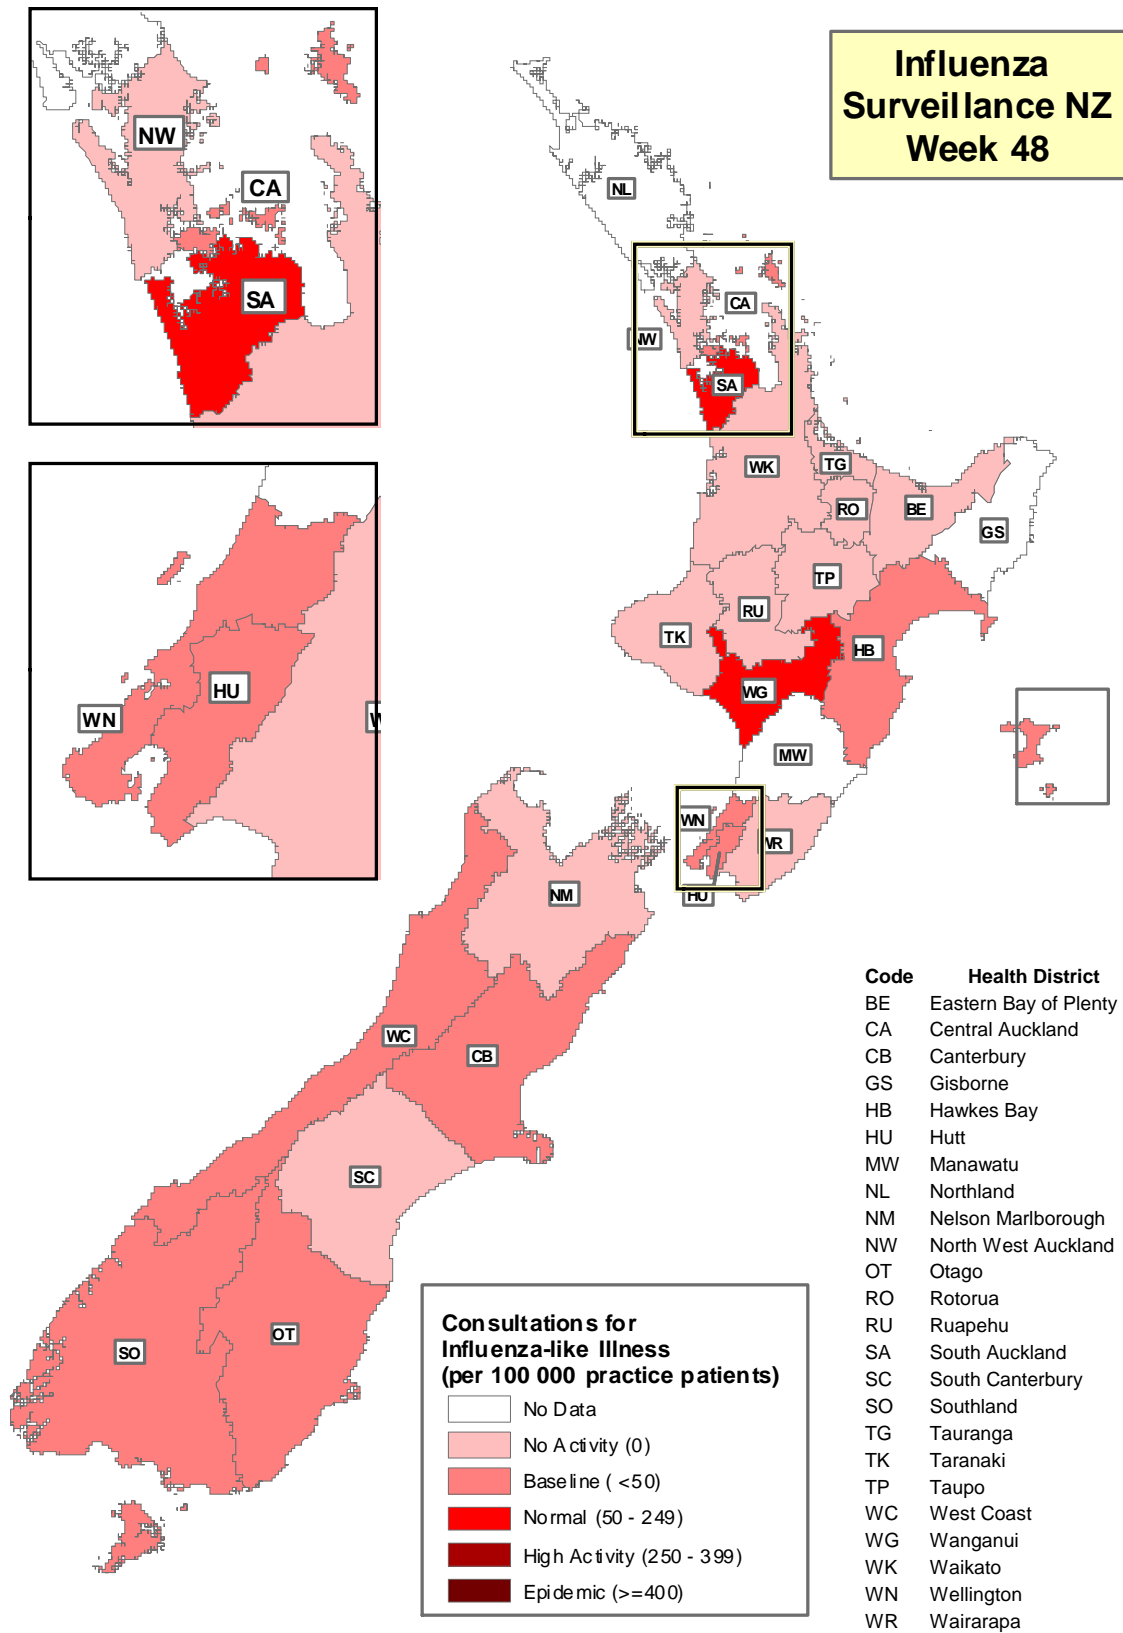 Influenza
Surveillance NZ
Week 48
NW
CA
SA
NL
CA
NW
SA
WK
TG
RO
BE
GS
TP
RU
TK
HB
WG
MW
HU
WN
W
WN
WR
HU
NM
WC
CB
SC
OT
SO
Code Health District
BE Eastern Bay of Plenty
CA Central Auckland
CB Canterbury
GS Gisborne
HB Hawkes Bay
HU Hutt
MW Manawatu
NL Northland
NM Nelson Marlborough
NW North West Auckland
OT Otago
RO Rotorua
RU Ruapehu
SA South Auckland
SC South Canterbury
SO Southland
TG Tauranga
TK Taranaki
TP Taupo
WC West Coast
WG Wanganui
WK Waikato
WN Wellington
WR Wairarapa
Consultations for
Influenza-like Illness
(per 100 000 practice patients)
No Data
No Activity (0)
Baseline ( <50)
Normal (50 - 249)
High Activity (250 - 399)
Epidemic (>=400)